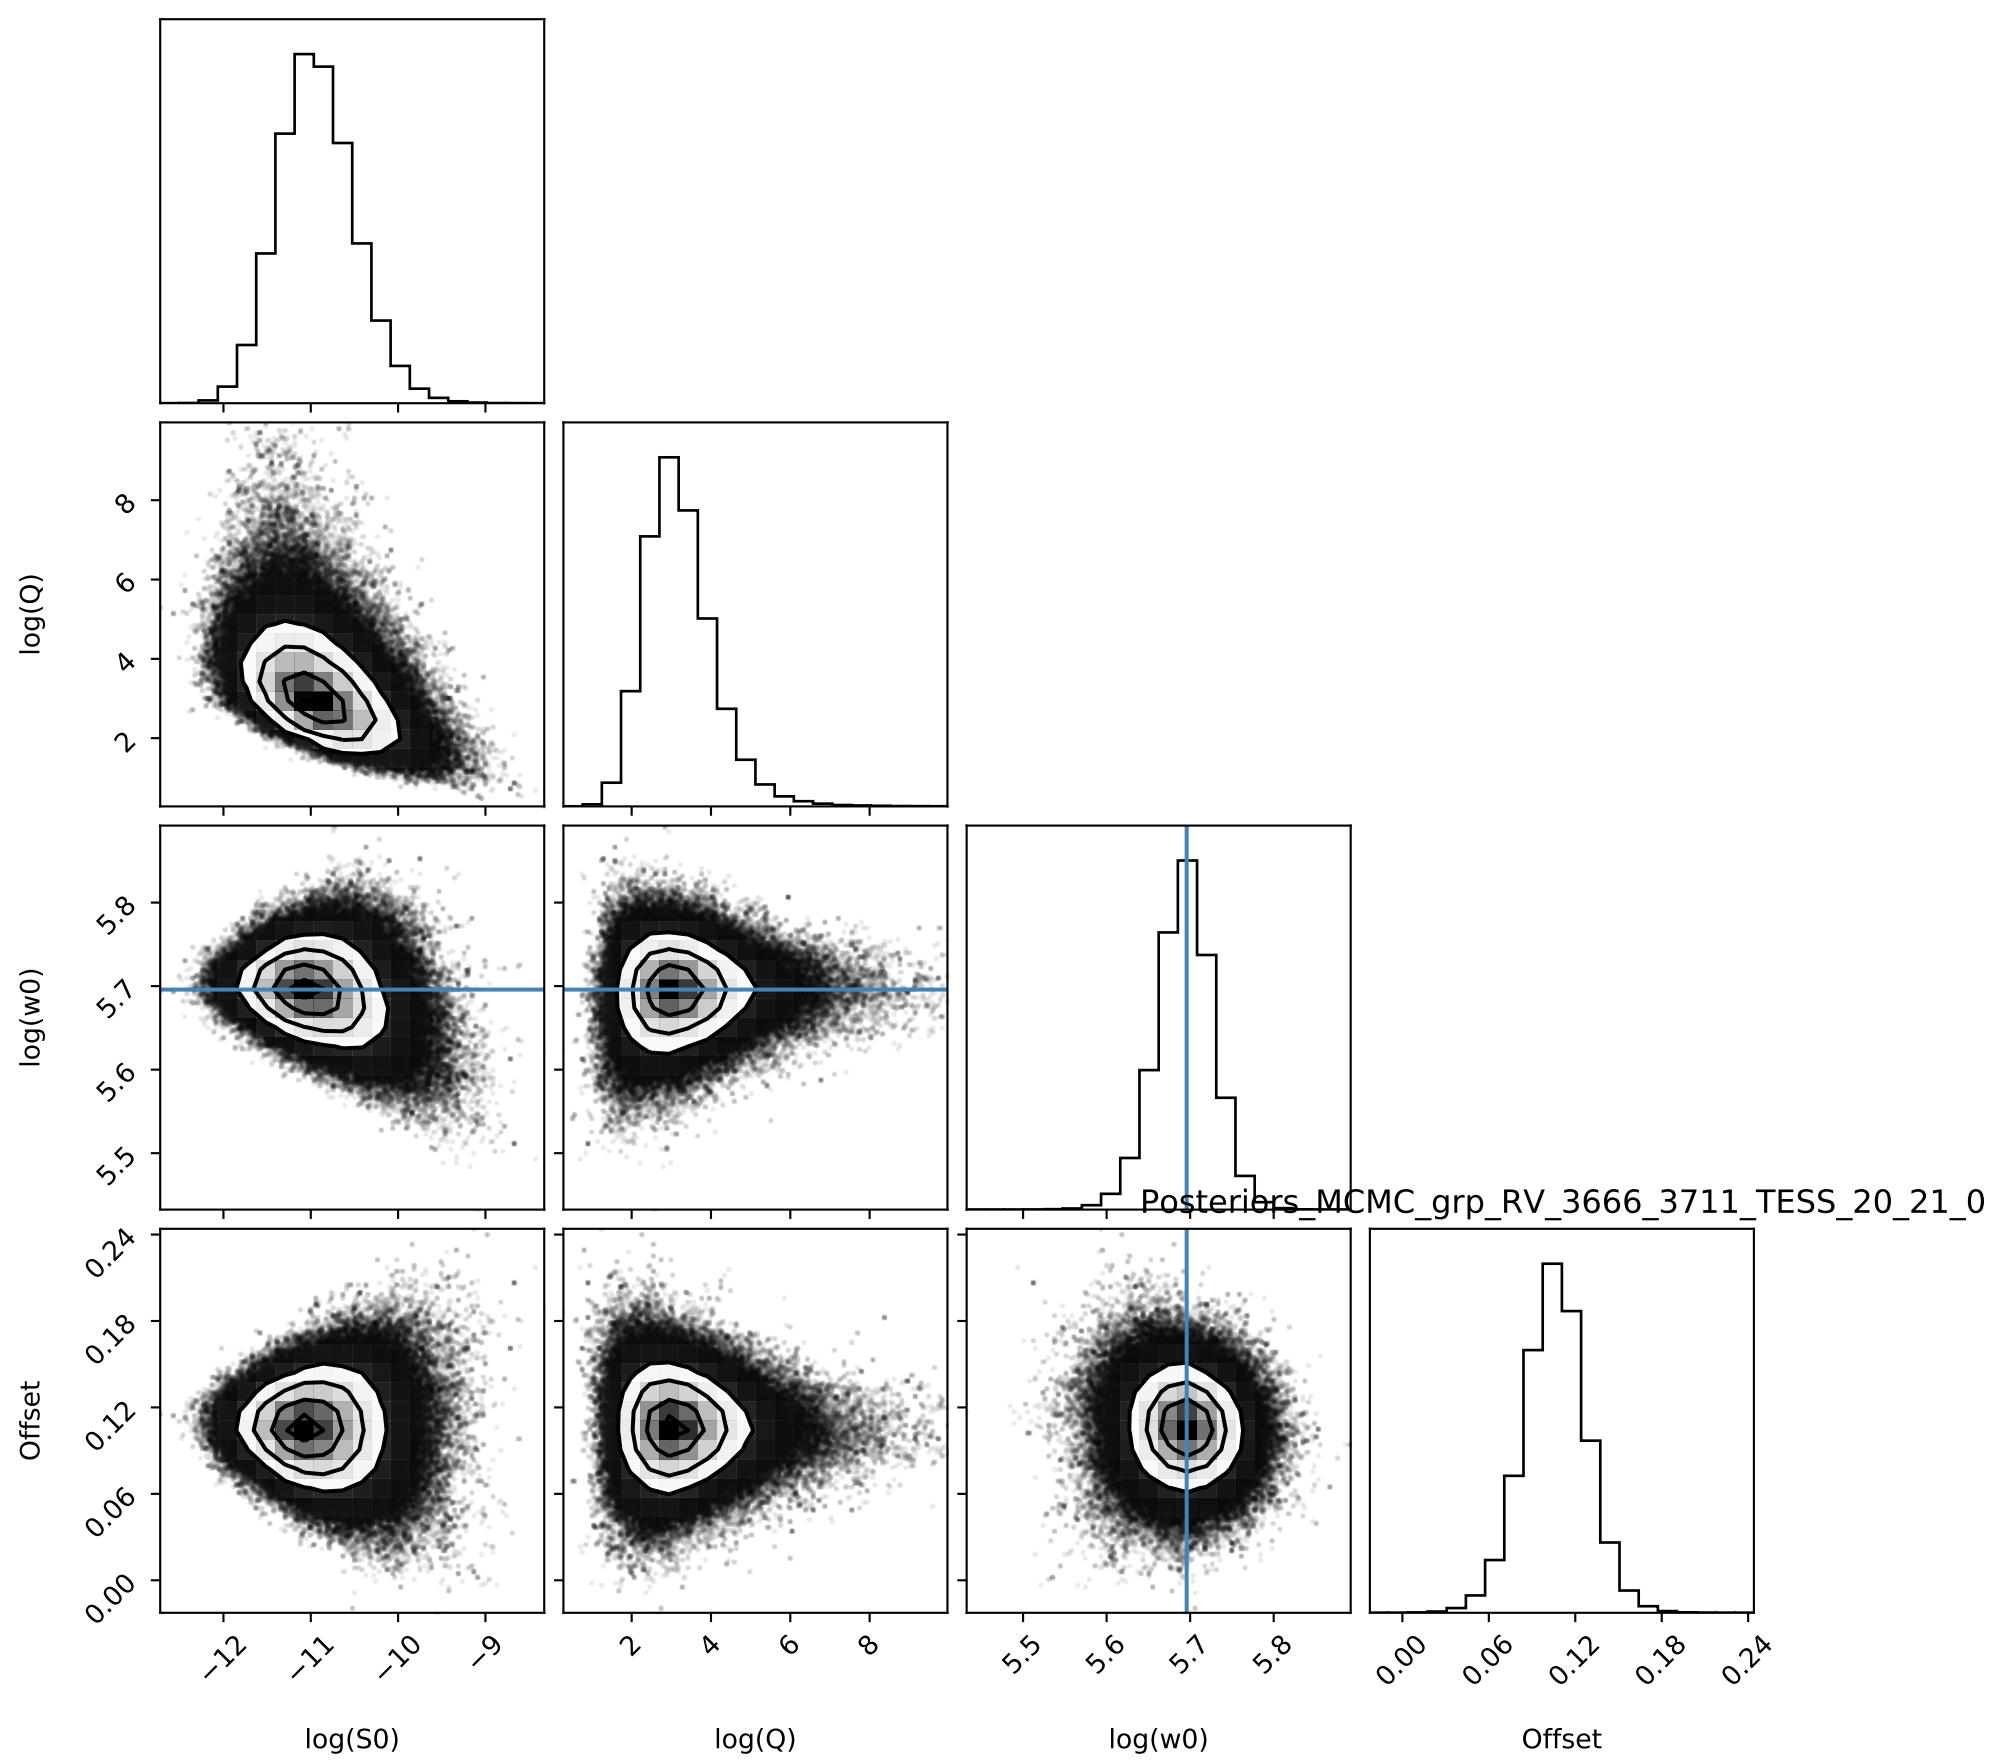 8
6
4
2
log(Q)
5.8
5.7
5.6
5.5
log(w0)
Posteriors_MCMC_grp_RV_3666_3711_TESS_20_21_0
0.24
0.18
0.12
0.06
0.00
Offset
−12 −11 −10 −9
2 4 6 8
5.5 5.6 5.7 5.8
0.00 0.06 0.12 0.18 0.24
log(S0) log(Q) log(w0) Offset